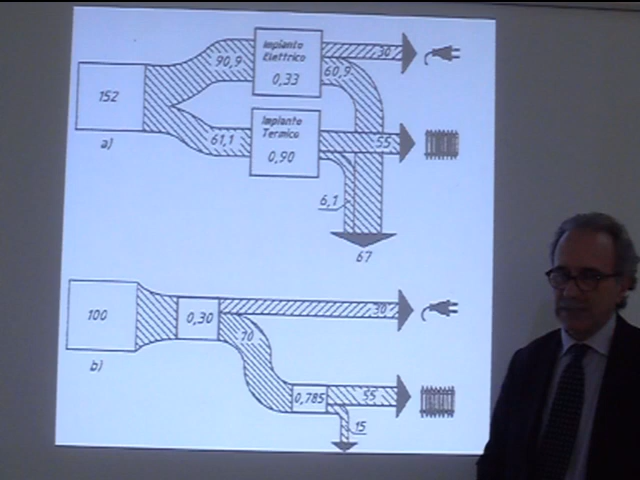 Impianto
Elettrico
0,33
90,9
30
60,9
152
Impianto
Termico
0,90
61,1
55
a)
6,1
67
100
0,30
30
70
b)
0,785
55
15